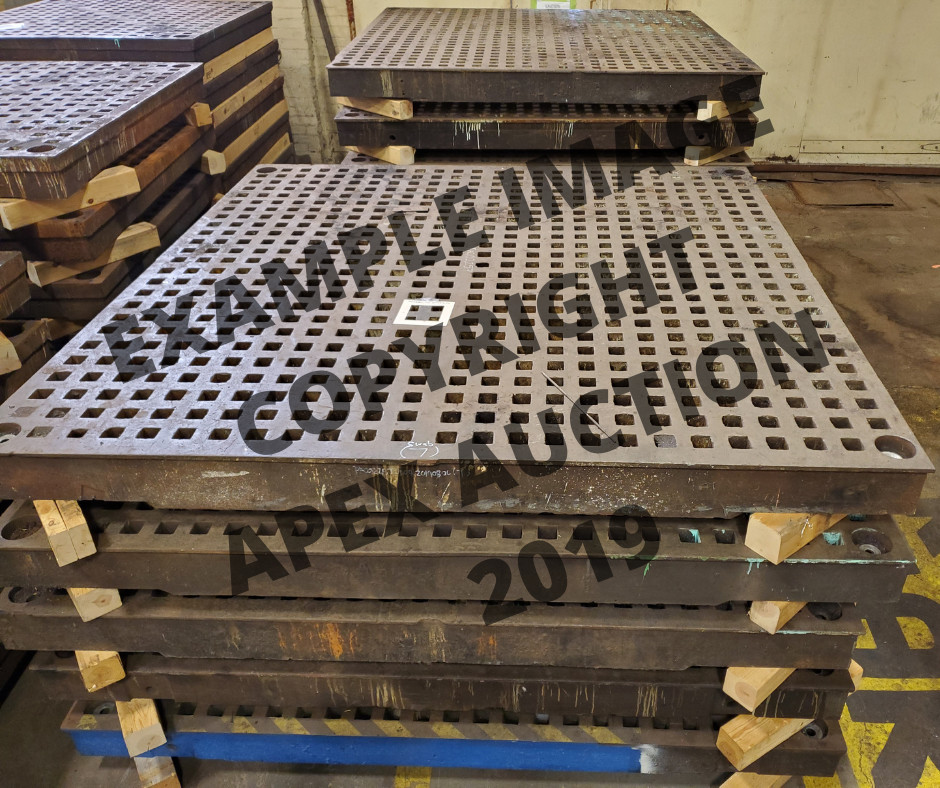 EXAMPLE IMAGE
COPYRIGHT
APEX AUCTION
2019